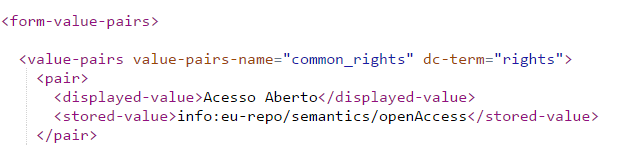 <form-value-pairs>
<value-pairs value-pairs-name="common_rights" dc-term="rights">
<pair>
<displayed-value>Acesso Aberto</displayed-value>
<stored-value>info:eu-repo/semantics/openAccess</stored-value>
</pair>